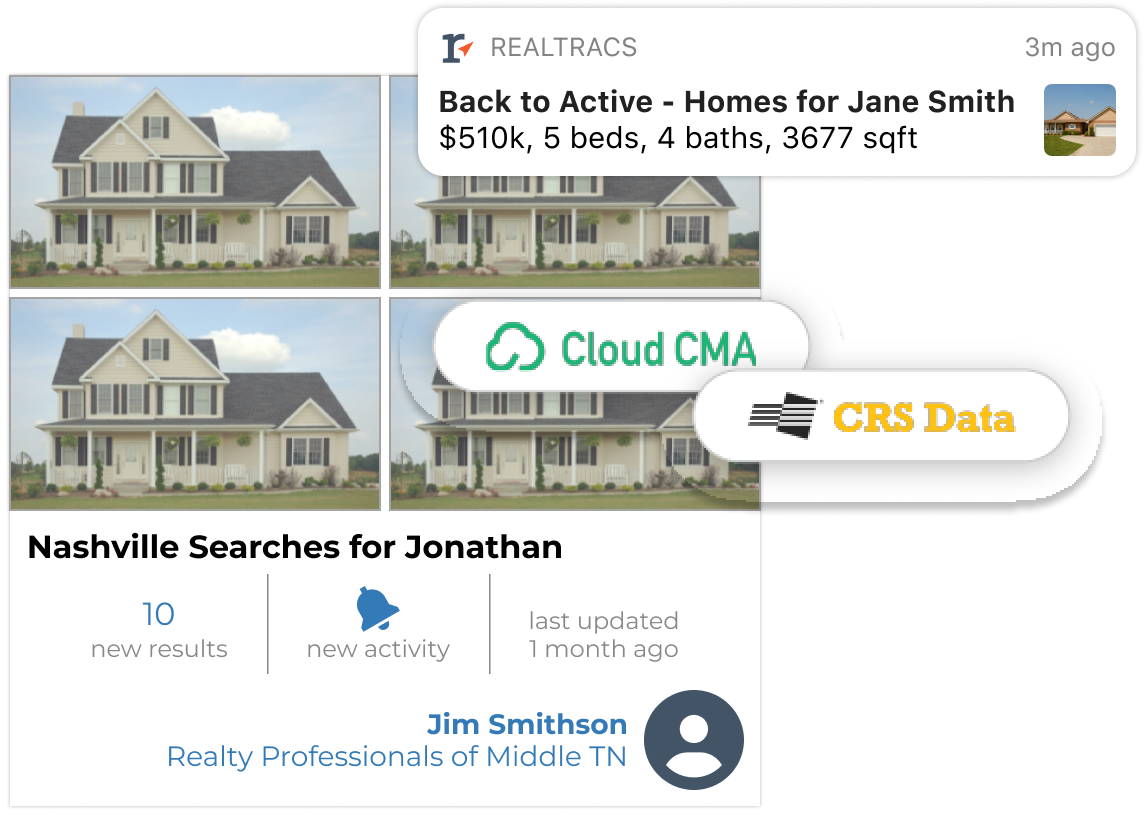 REALTRACS
3m ago
Back to Active - Homes for Jane Smith
$510k, 5 beds, 4 baths, 3677 sqft
Cloud CMA
CRS Data
Nashville Searches for Jonathan
10
new results
new activity
last updated
1 month ago
Jim Smithson
Realty Professionals of Middle TN